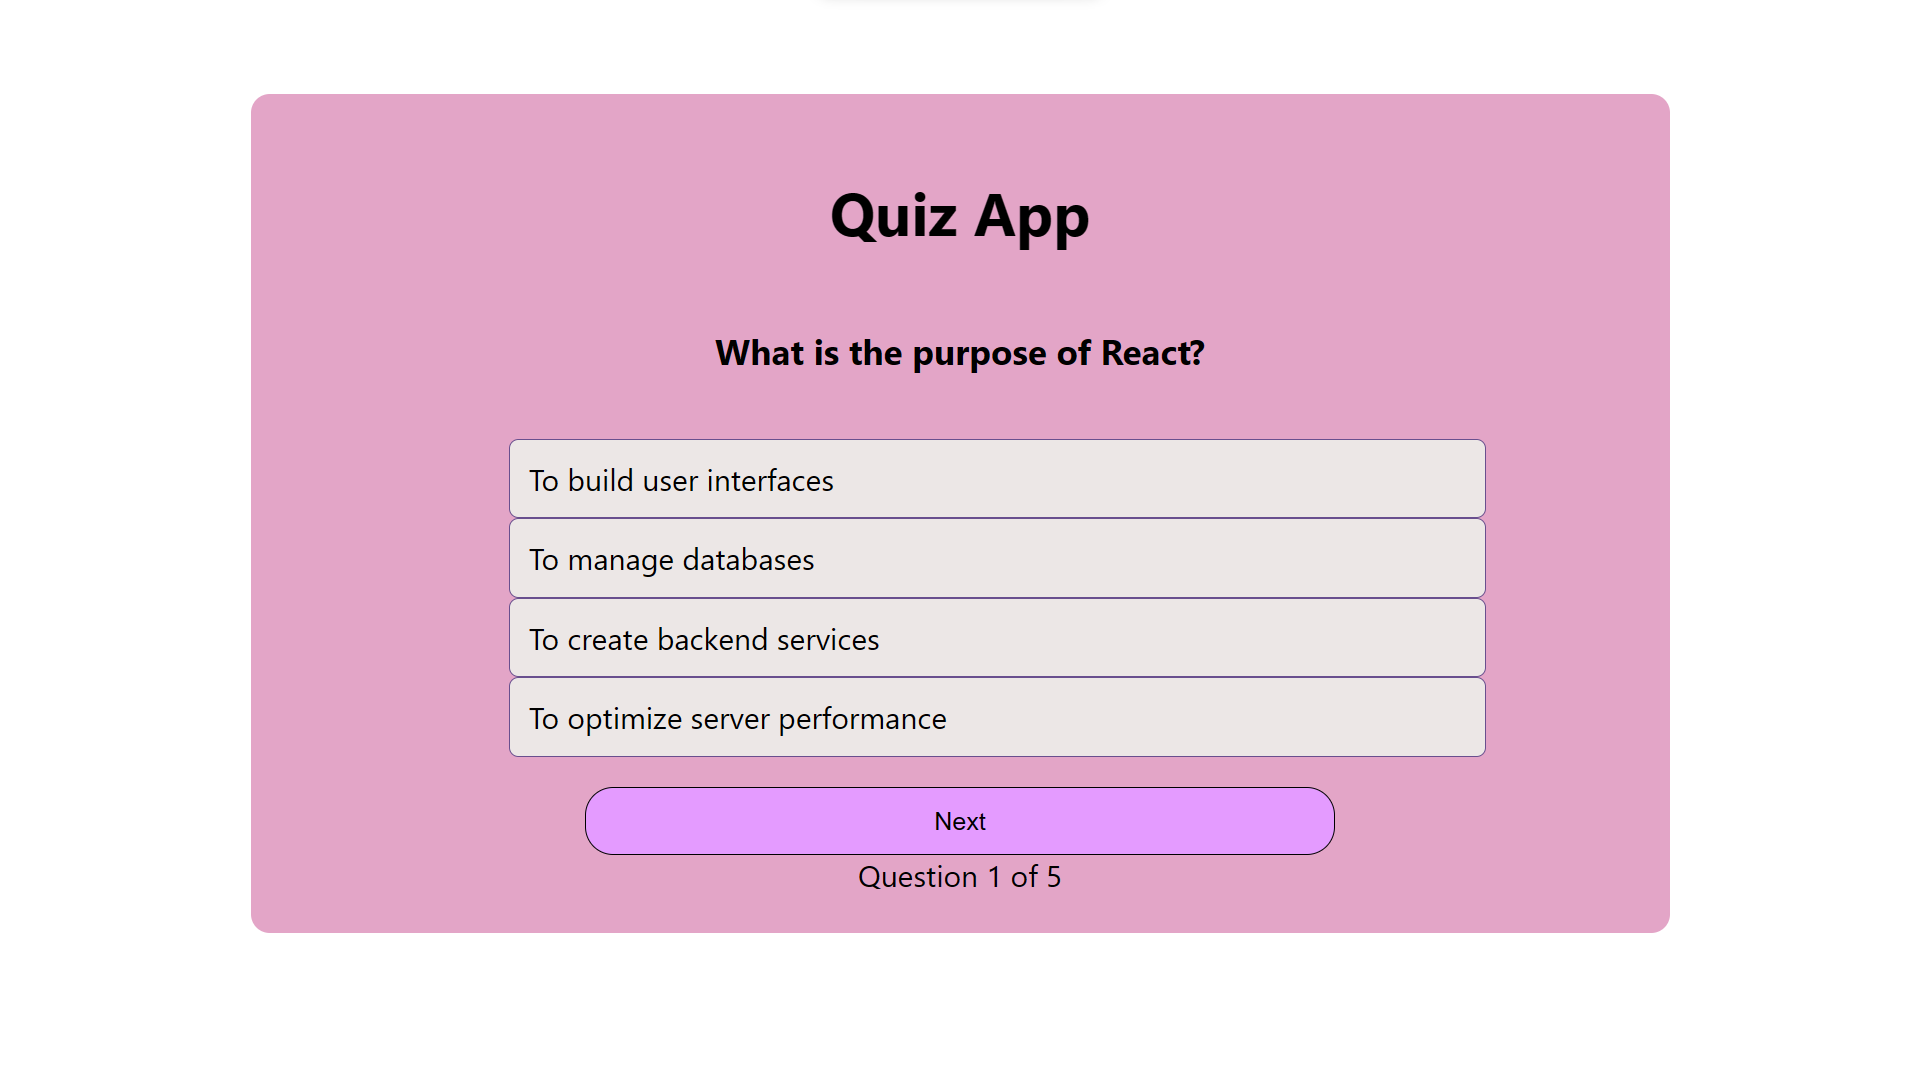 Quiz App
What is the purpose of React?
To build user interfaces
To manage databases
To create backend services
To optimize server performance
Next
Question 1 of 5